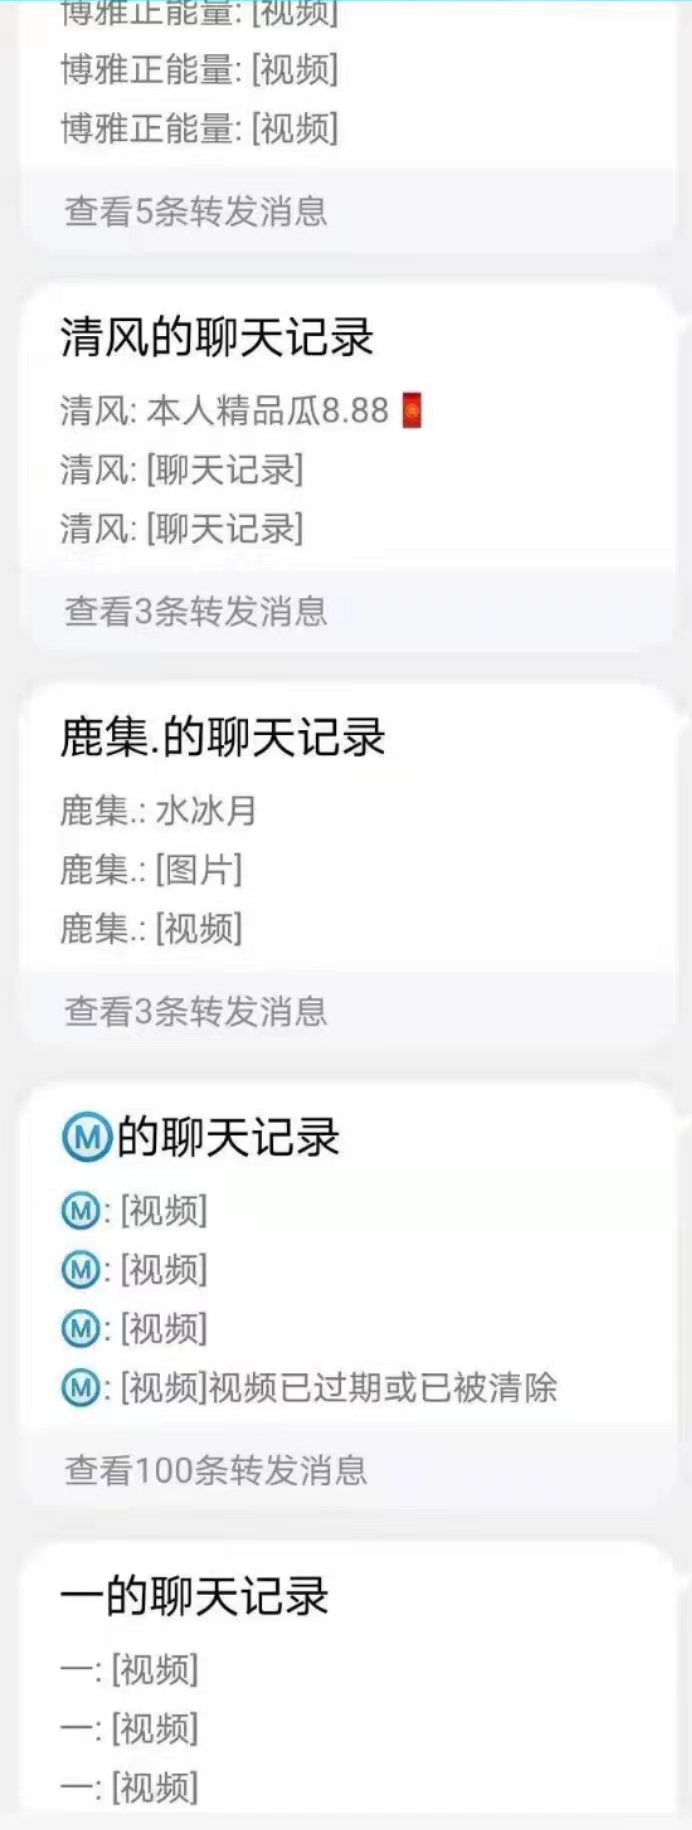 博雅正能量: [视频]
博雅正能量: [视频]
博雅正能量: [视频]
查看5条转发消息
清风的聊天记录
清风: 本人精品瓜8.88 🧧
清风: [聊天记录]
清风: [聊天记录]
查看3条转发消息
鹿集.的聊天记录
鹿集.: 水冰月
鹿集.: [图片]
鹿集.: [视频]
查看3条转发消息
Ⓜ️的聊天记录
Ⓜ️: [视频]
Ⓜ️: [视频]
Ⓜ️: [视频]
Ⓜ️: [视频]视频已过期或已被清除
查看100条转发消息
一的聊天记录
一: [视频]
一: [视频]
一: [视频]